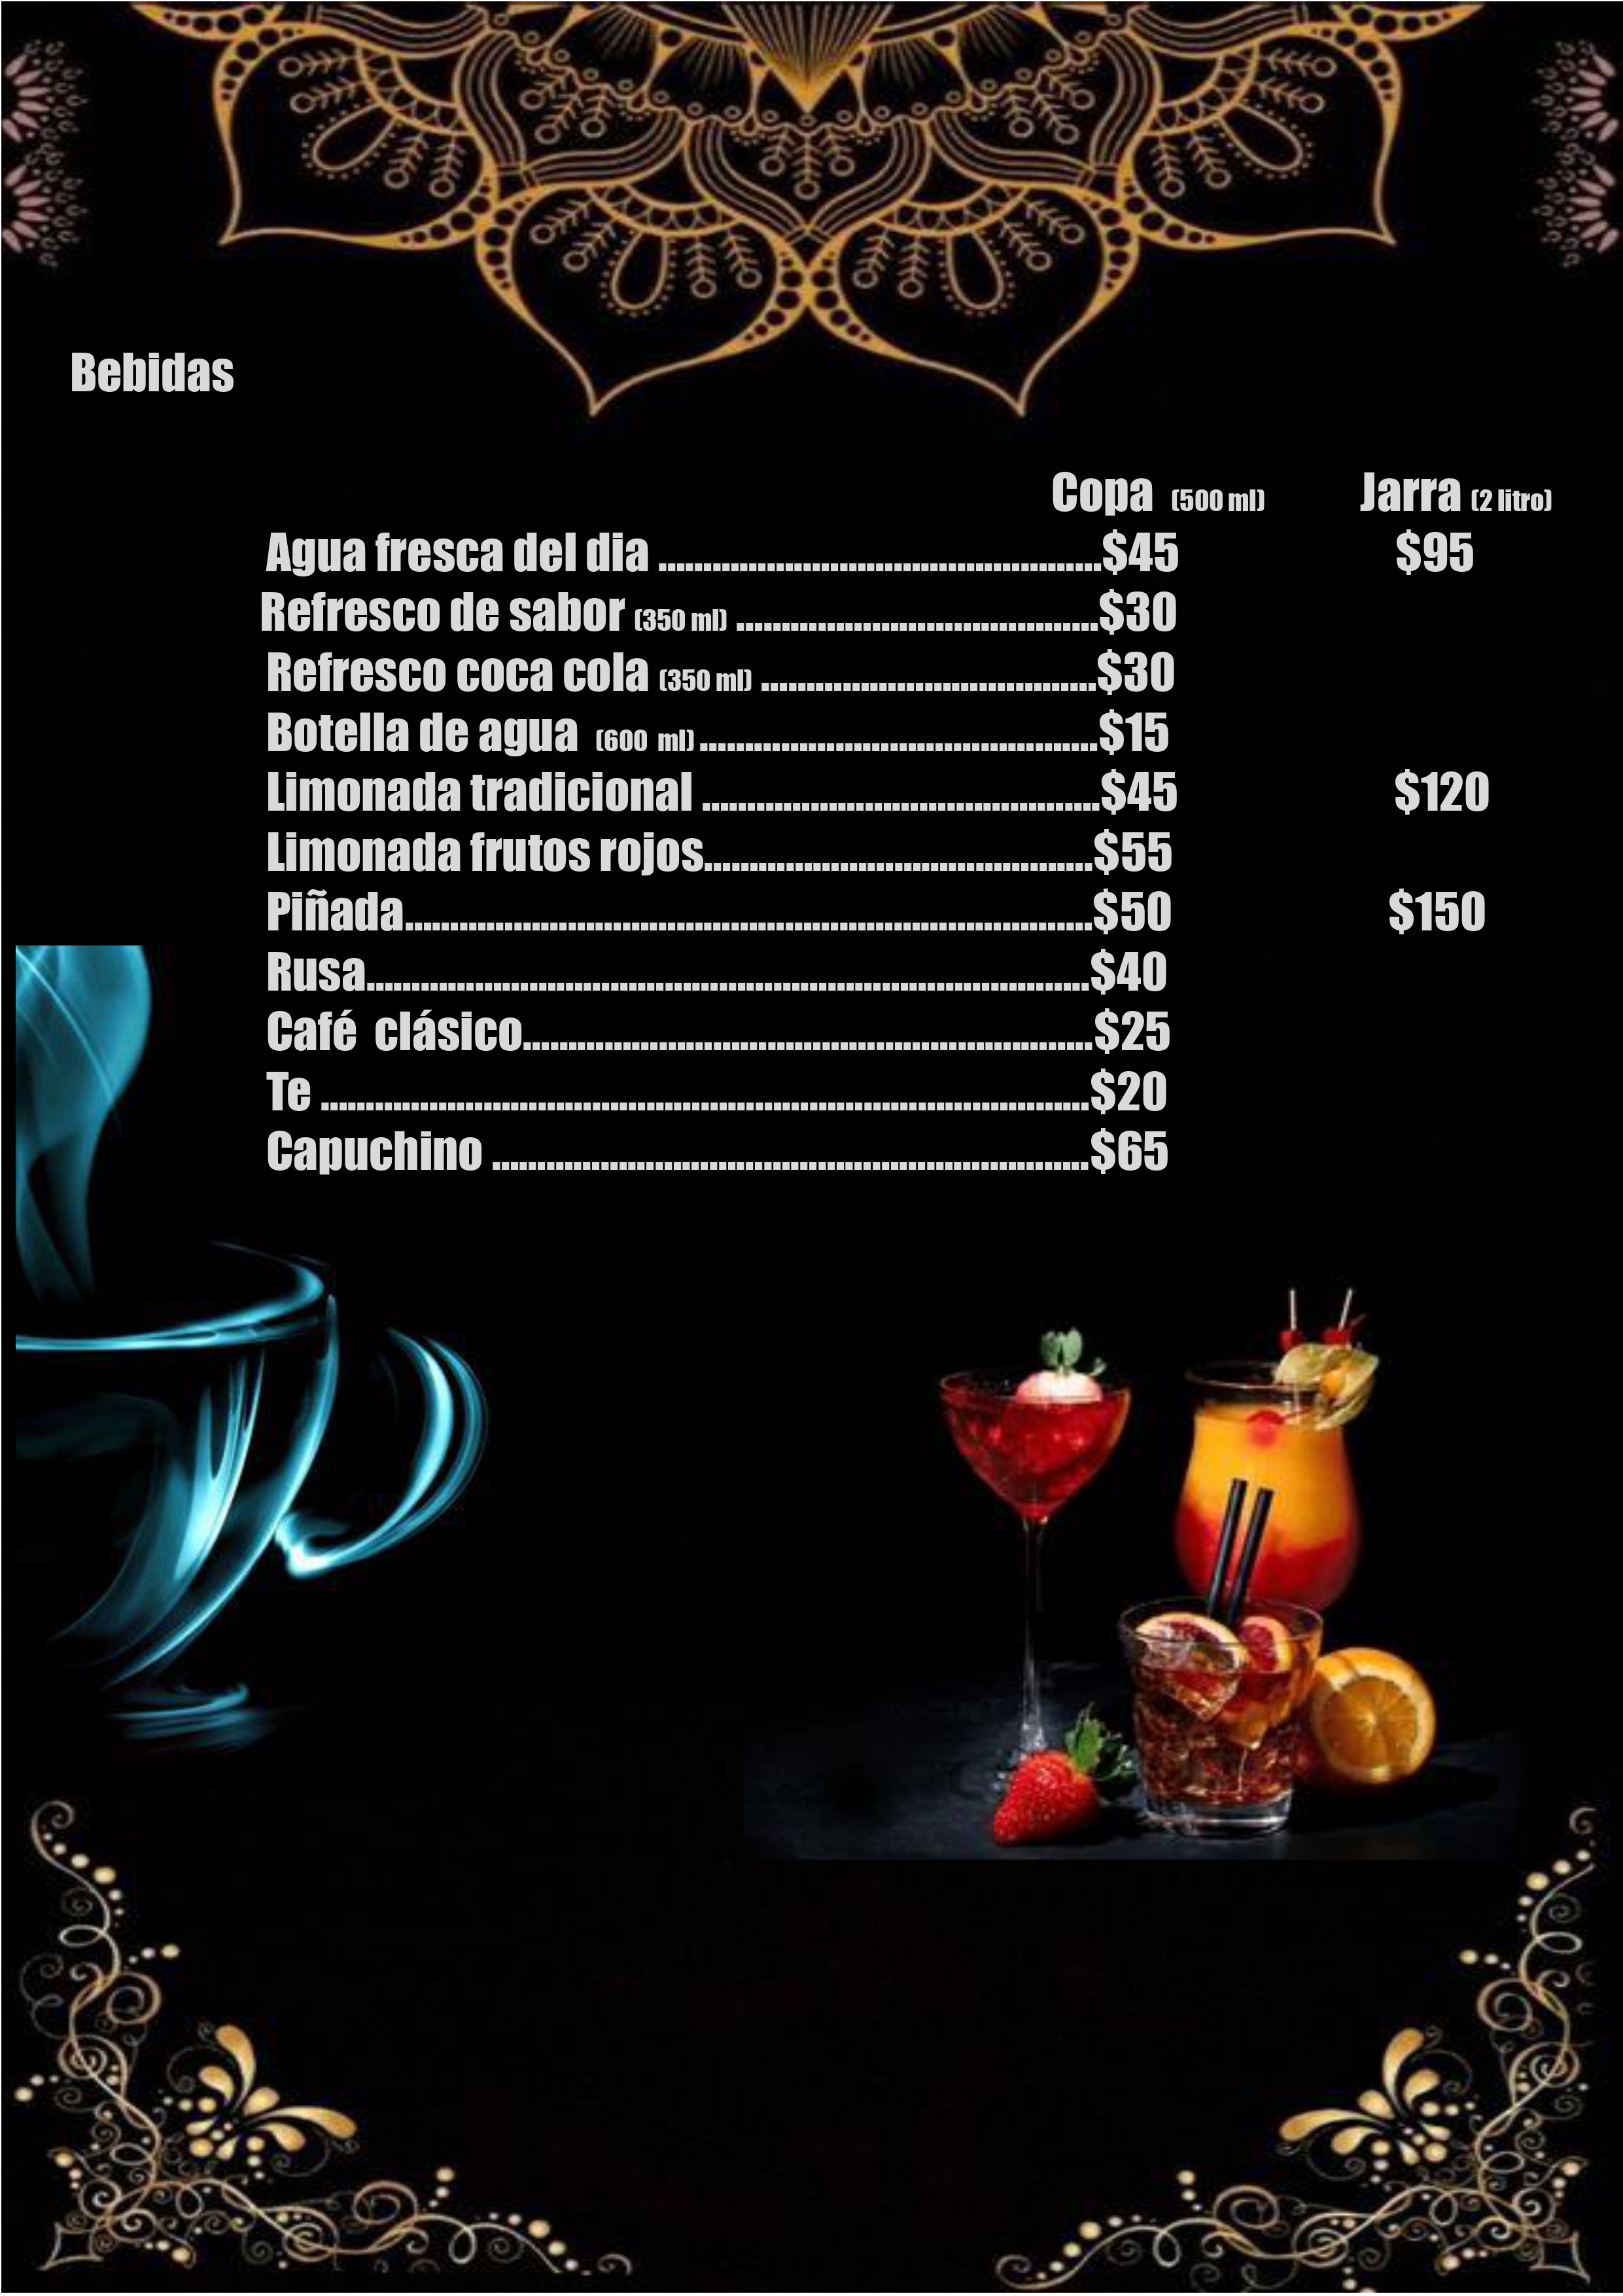 Bebidas
Copa (500 ml) Jarra (2 litro)
Agua fresca del dia .................................................$45 $95
Refresco de sabor (350 ml) ........................................$30
Refresco coca cola (350 ml) .....................................$30
Botella de agua (600 ml)............................................$15
Limonada tradicional ............................................$45 $120
Limonada frutos rojos...........................................$55
Piñada............................................................................$50 $150
Rusa................................................................................$40
Café clásico...............................................................$25
Te .....................................................................................$20
Capuchino ..................................................................$65